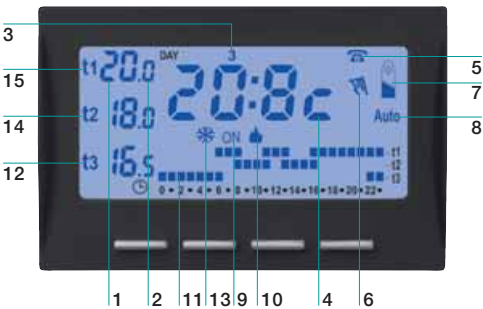 3
DAY 3
t1 20.0
20:8c
5
15
7
t2 18.0
Auto
8
14
ON
t3 16.5
t1
t2
t3
12
0 • 2 • 4 • 6 • 8 •10•12•14•16•18•20•22•
1 2 11 13 9 10 4 6